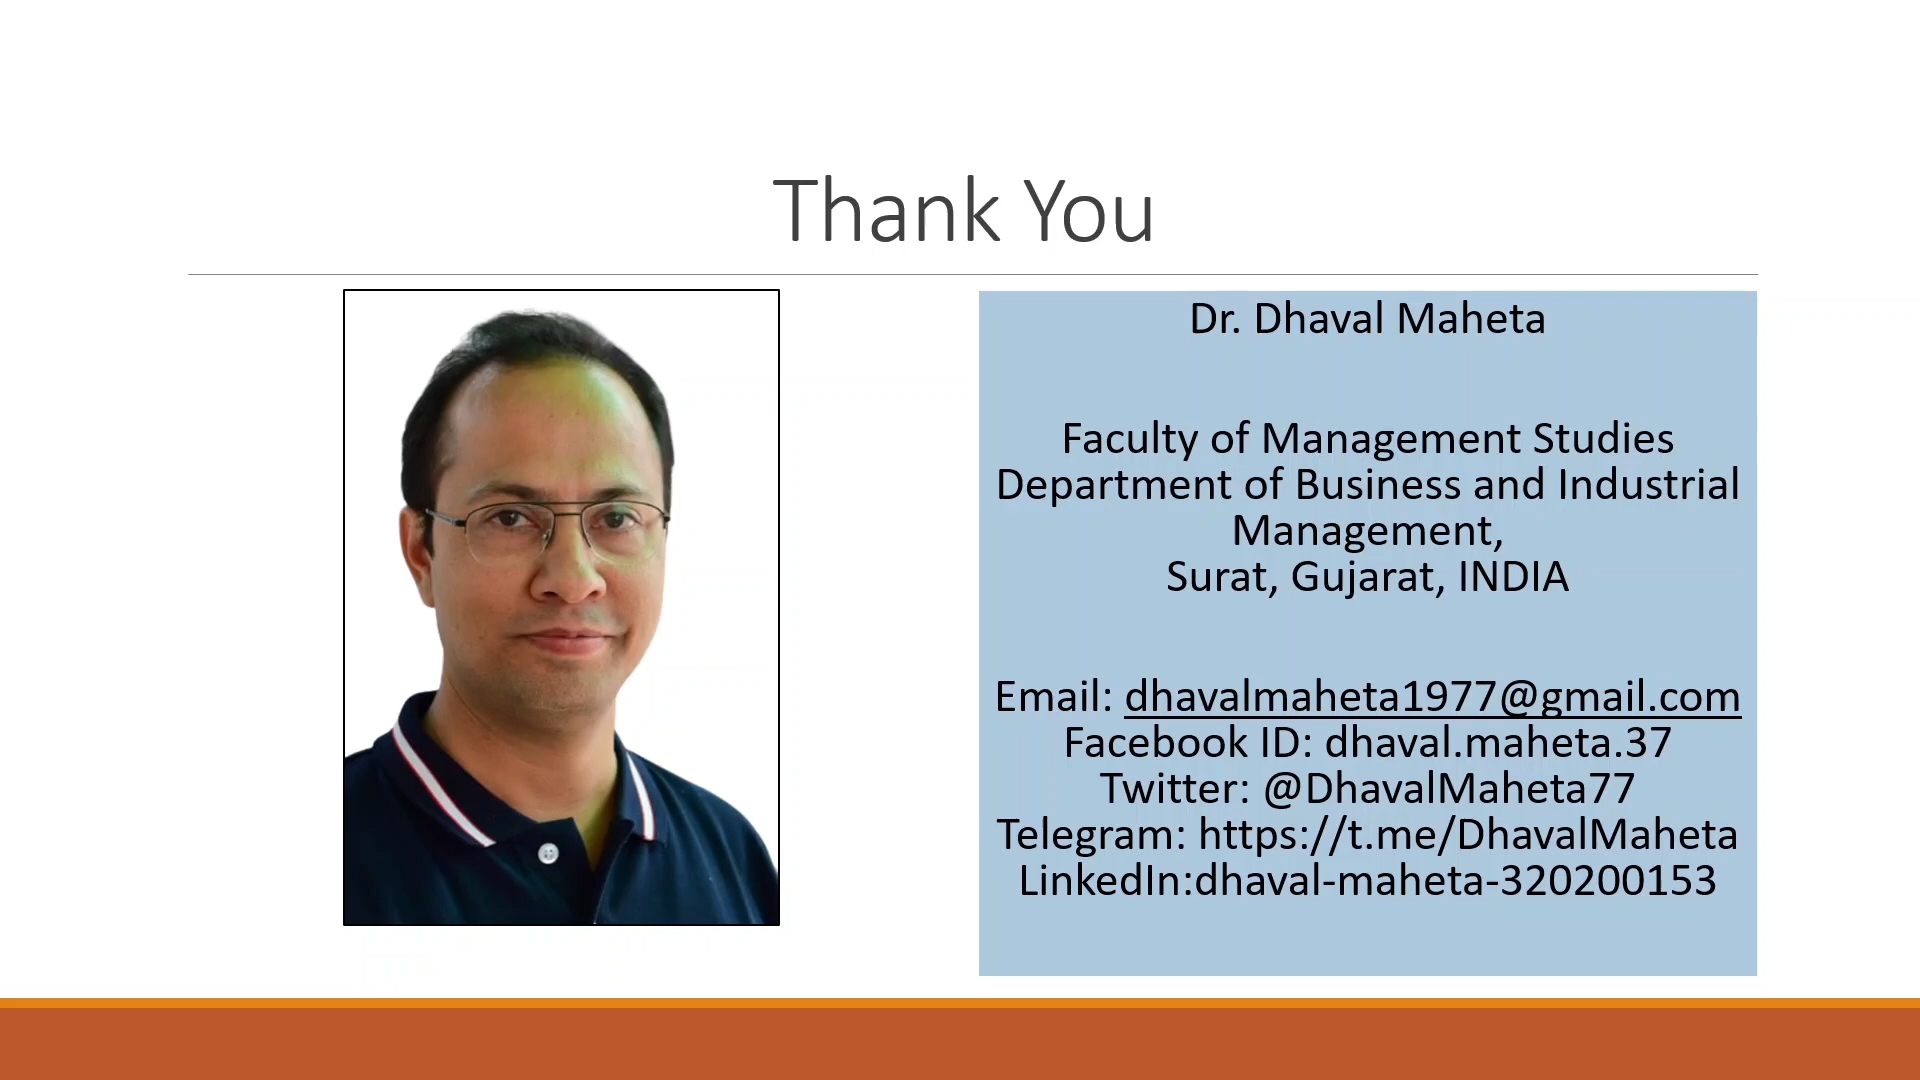 Thank You
Dr. Dhaval Maheta
Faculty of Management Studies
Department of Business and Industrial
Management,
Surat, Gujarat, INDIA
Email: dhavalmaheta1977@gmail.com
Facebook ID: dhaval.maheta.37
Twitter: @DhavalMaheta77
Telegram: https://t.me/DhavalMaheta
LinkedIn:dhaval-maheta-320200153